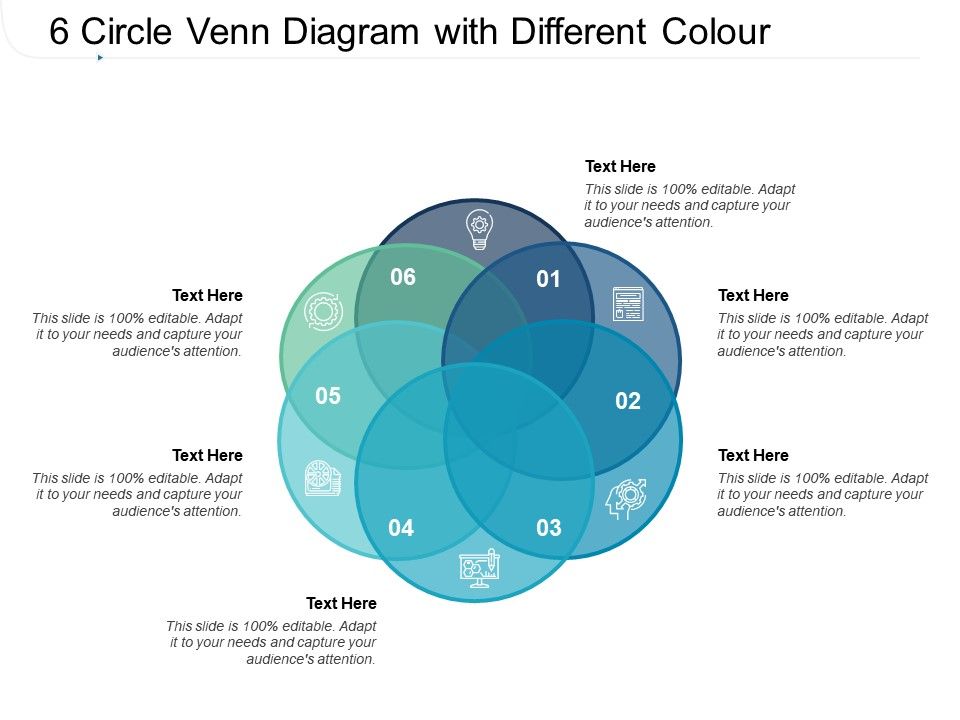 6 Circle Venn Diagram with Different Colour
Text Here
This slide is 100% editable. Adapt
it to your needs and capture your
audience's attention.
06
01
Text Here
This slide is 100% editable. Adapt
it to your needs and capture your
audience's attention.
Text Here
This slide is 100% editable. Adapt
it to your needs and capture your
audience's attention.
05
02
Text Here
This slide is 100% editable. Adapt
it to your needs and capture your
audience's attention.
Text Here
This slide is 100% editable. Adapt
it to your needs and capture your
audience's attention.
04
03
Text Here
This slide is 100% editable. Adapt
it to your needs and capture your
audience's attention.